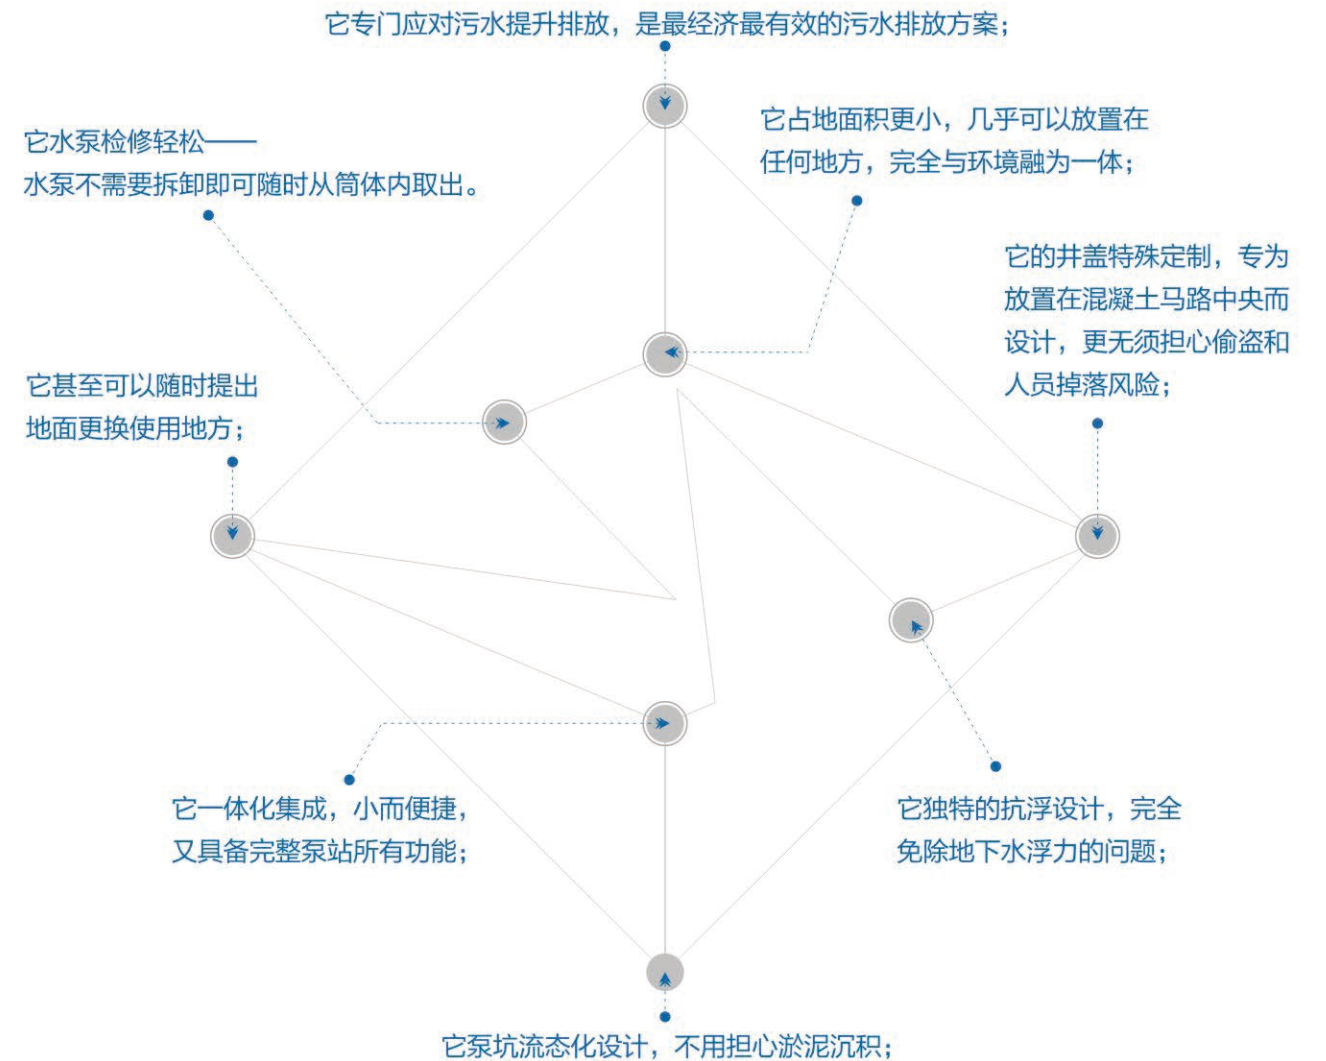 它专门应对污水提升排放，是最经济最有效的污水排放方案；
它占地面积更小，几乎可以放置在
任何地方，完全与环境融为一体；
它水泵检修轻松——
水泵不需要拆卸即可随时从筒体内取出。
它的井盖特殊定制，专为
放置在混凝土马路中央而
设计，更无须担心偷盗和
人员掉落风险；
它甚至可以随时提出
地面更换使用地方；
它一体化集成，小而便捷，
又具备完整泵站所有功能；
它独特的抗浮设计，完全
免除地下水浮力的问题；
它泵坑流态化设计，不用担心淤泥沉积；